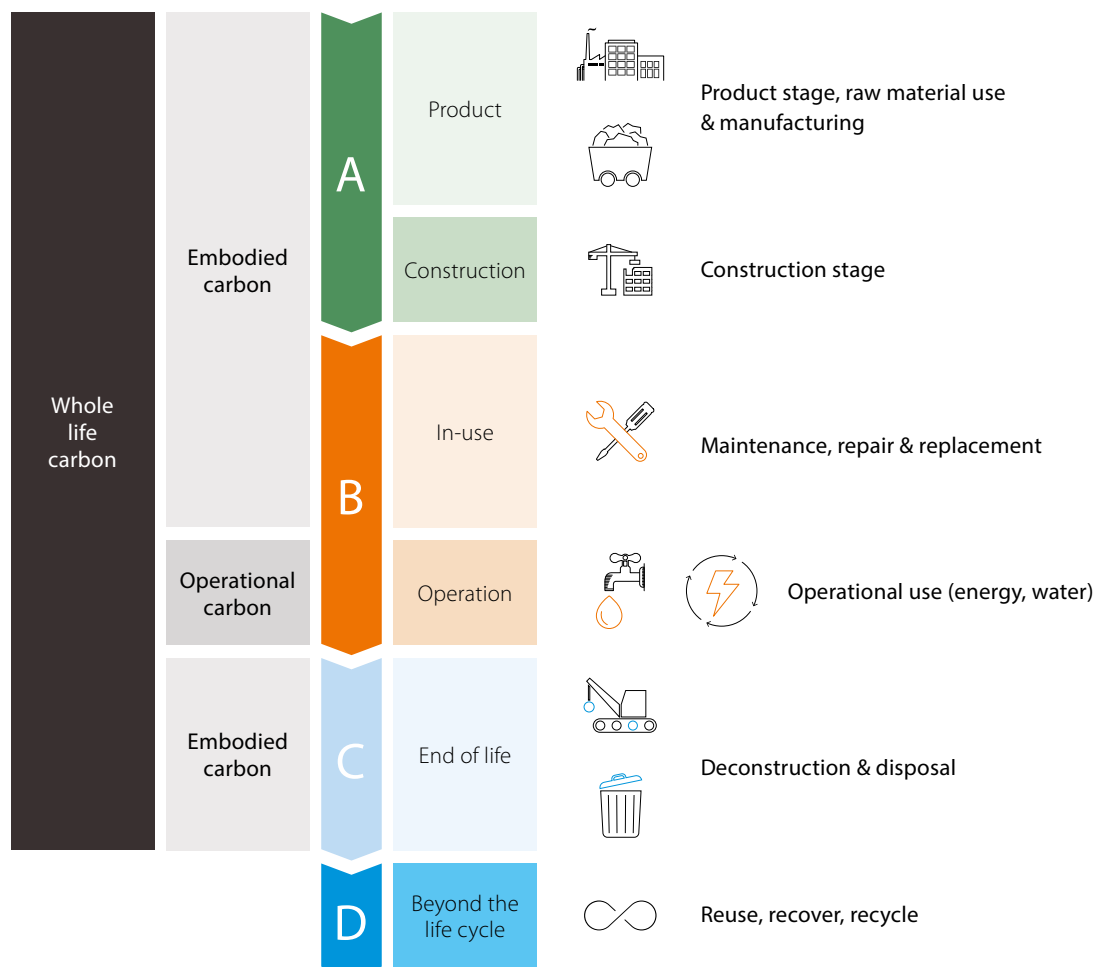 Whole
life
carbon
Embodied
carbon
Operational
carbon
Embodied
carbon
A
B
C
D
Product
Construction
In-use
Operation
End of life
Beyond the
life cycle
Product stage, raw material use
& manufacturing
Construction stage
Maintenance, repair & replacement
Operational use (energy, water)
Deconstruction & disposal
Reuse, recover, recycle